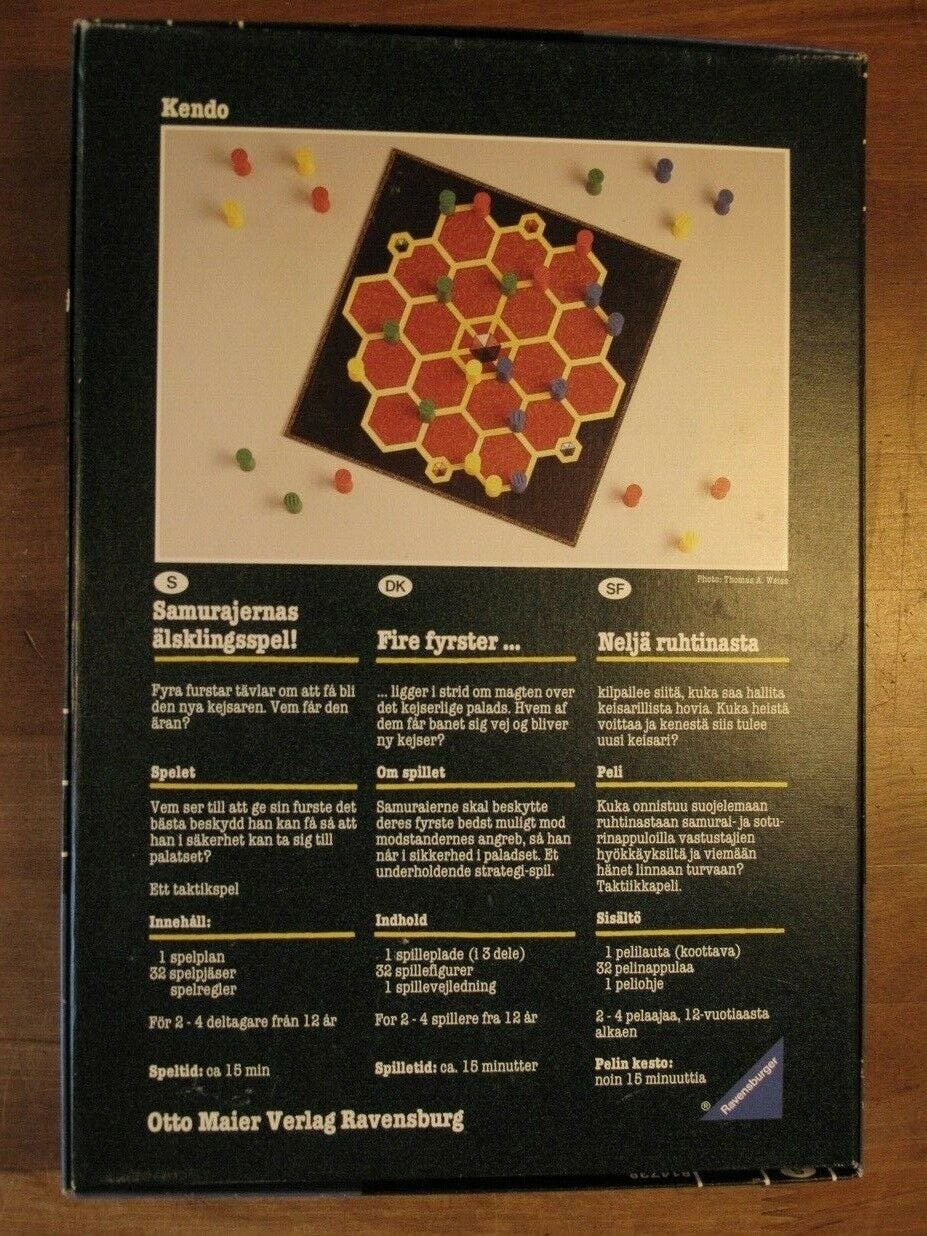 Kendo
Photo: Thomas A. Weiss
S
Samurajernas
älsklingsspel!
Fyra furstar tävlar om att få bli
den nya kejsaren. Vem får den
äran?
Spelet
Vem ser till att ge sin furste det
bästa beskydd han kan få så att
han i säkerhet kan ta sig till
palatset?
Ett taktikspel
Innehåll:
1 spelplan
32 spelpjäser
spelregler
För 2 - 4 deltagare från 12 år
Speltid: ca 15 min
DK
Fire fyrster ...
... ligger i strid om magten over
det kejserlige palads. Hvem af
dem får banet sig vej og bliver
ny kejser?
Om spillet
Samuraierne skal beskytte
deres fyrste bedst muligt mod
modstandernes angreb, så han
når i sikkerhed i paladset. Et
underholdende strategi-spil.
Indhold
1 spilleplade (i 3 dele)
32 spillefigurer
1 spillevejledning
For 2 - 4 spillere fra 12 år
Spilletid: ca. 15 minutter
SF
Neljä ruhtinasta
kilpailee siitä, kuka saa hallita
keisarillista hovia. Kuka heistä
voittaa ja kenestä siis tulee
uusi keisari?
Peli
Kuka onnistuu suojelemaan
ruhtinastaan samurai- ja sotu-
rinappuloilla vastustajien
hyökkäyksiltä ja viemään
hänet linnaan turvaan?
Taktiikkapeli.
Sisältö
1 pelilauta (koottava)
32 pelinappulaa
1 peliohje
2 - 4 pelaajaa, 12-vuotiaasta
alkaen
Pelin kesto:
noin 15 minuuttia
® Ravensburger
Otto Maier Verlag Ravensburg